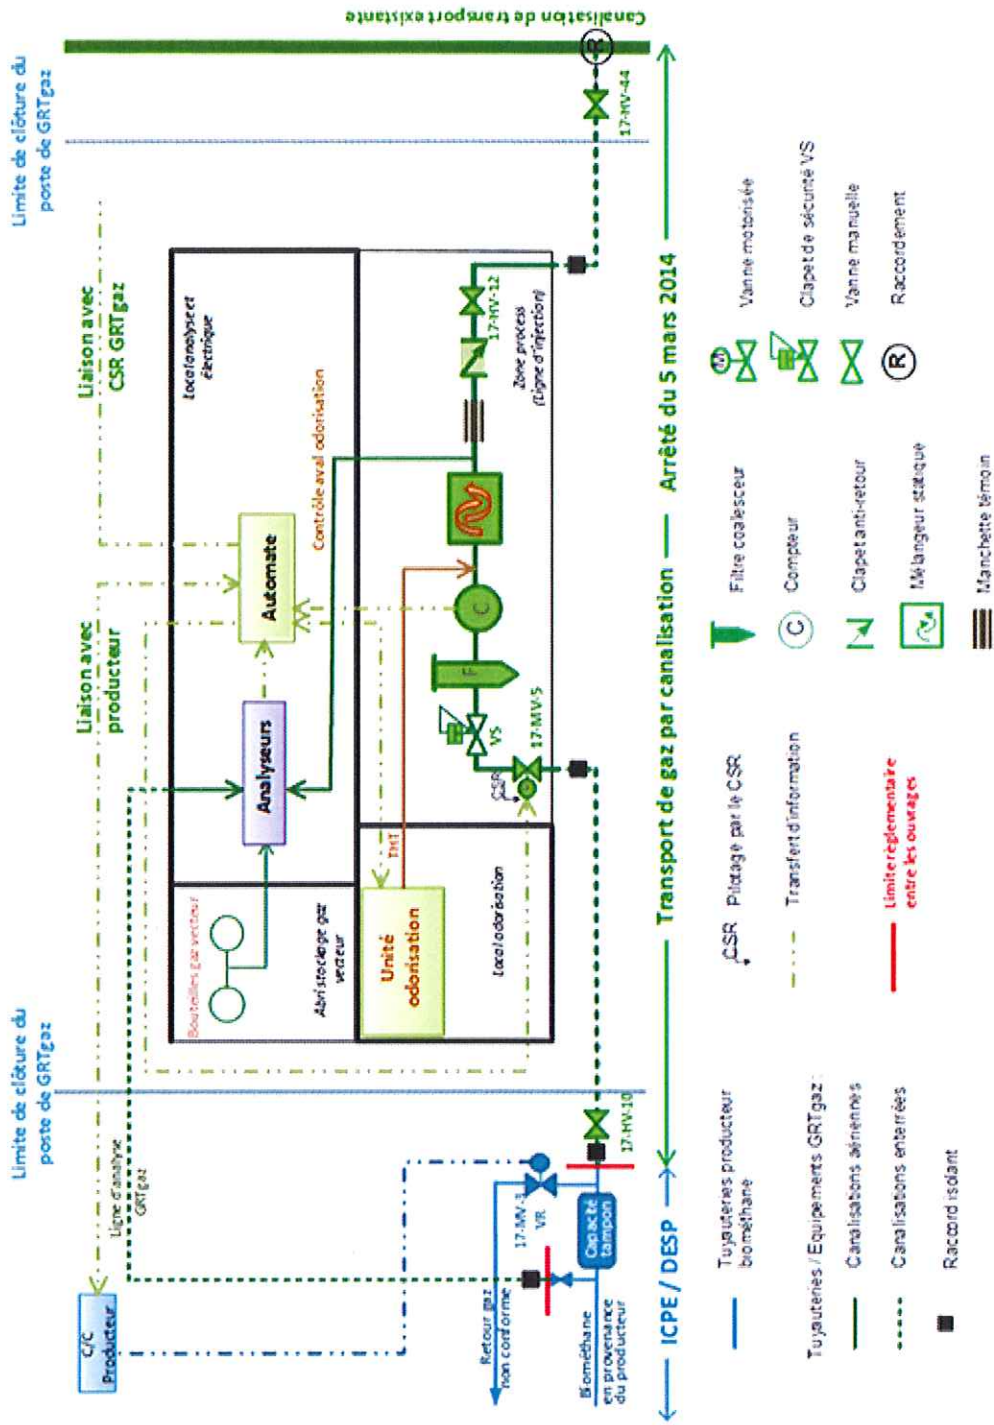 Limite de clôture du
poste de GRTgaz
Limite de clôture du
poste de GRTgaz
Liaison avec
producteur
Liaison avec
CSR GRTgaz
C/C
Producteur
Ligne d'analyse
GRTgaz
Bouteilles gaz vecteur
Abri stockage gaz
vecteur
Analyseurs
Automate
Local analyse et
électrique
Contrôle aval odorisation
Unité
odorisation
THT
Local odorisation
CSR
17-MV-5
VS
F
C
17-HV-12
Zone process
(Ligne d'injection)
17-HV-44
R
Canalisation de transport existante
Retour gaz
non conforme
17-MV-3
VR
Capacité
tampon
17-HV-10
Biométhane
en provenance
du producteur
ICPE / DESP
Transport de gaz par canalisation
Arrêté du 5 mars 2014
Tuyauteries producteur
biométhane
Tuyauteries / Equipements GRTgaz :
Canalisations aériennes
Canalisations enterrées
Raccord isolant
CSR
Pilotage par le CSR
Transfert d'information
Limite règlementaire
entre les ouvrages
Filtre coalesceur
C
Compteur
Clapet anti-retour
Mélangeur statique
Manchette témoin
M
Vanne motorisée
Clapet de sécurité VS
Vanne manuelle
R
Raccordement